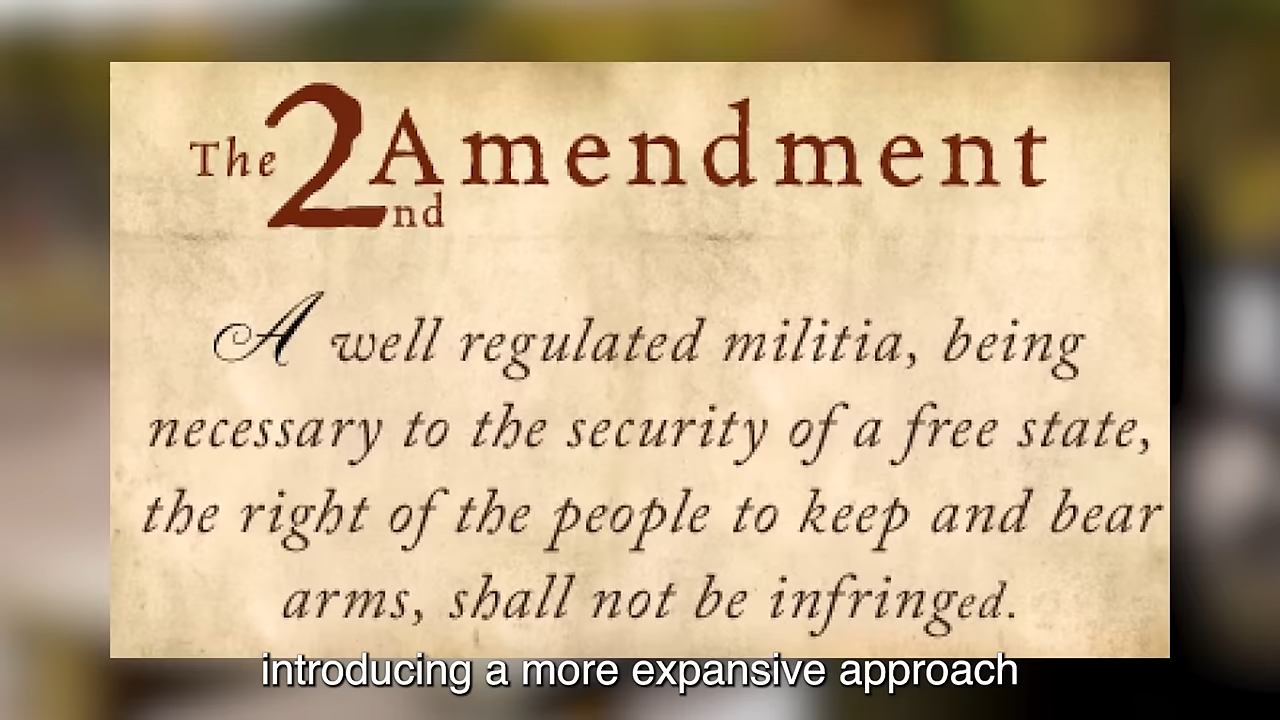 The 2nd Amendment
A well regulated militia, being
necessary to the security of a free state,
the right of the people to keep and bear
arms, shall not be infringed.
introducing a more expansive approach